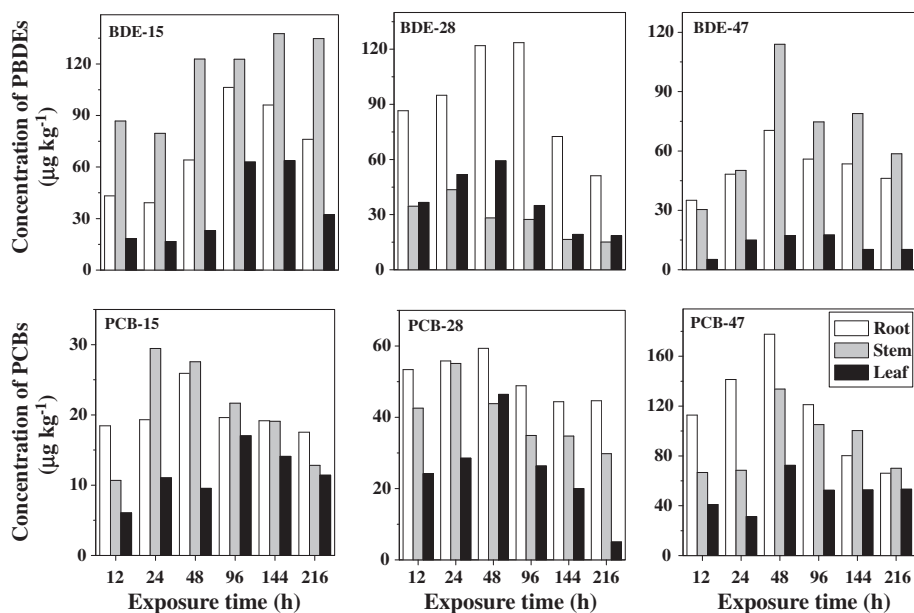 Concentration of PBDEs
(µg kg⁻¹)
BDE-15
120
90
60
30
0
BDE-28
120
90
60
30
0
BDE-47
120
90
60
30
0
Concentration of PCBs
(µg kg⁻¹)
PCB-15
30
20
10
0
12 24 48 96 144 216
Exposure time (h)
PCB-28
60
40
20
0
12 24 48 96 144 216
Exposure time (h)
PCB-47
160
120
80
40
0
Root
Stem
Leaf
12 24 48 96 144 216
Exposure time (h)